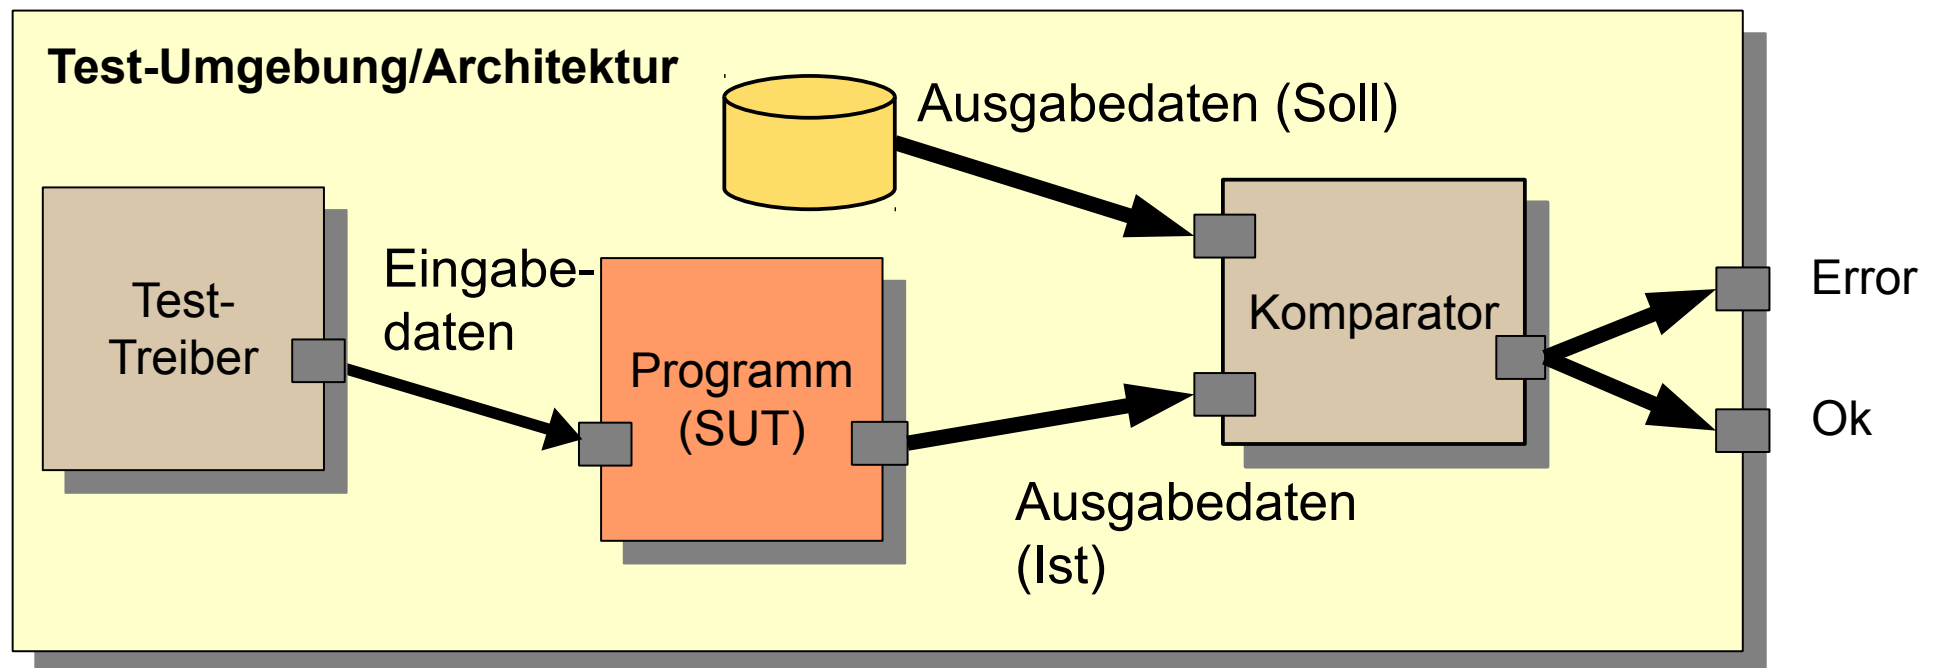 Test-Umgebung/Architektur
Ausgabedaten (Soll)
Test-
Treiber
Eingabe-
daten
Programm
(SUT)
Komparator
Ausgabedaten
(Ist)
Error
Ok